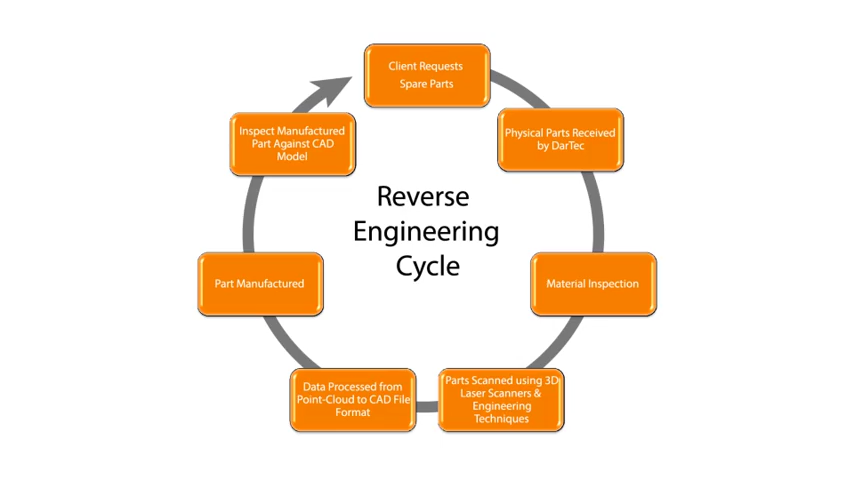 Client Requests
Spare Parts
Physical Parts Received
by DarTec
Material Inspection
Parts Scanned using 3D
Laser Scanners &
Engineering
Techniques
Data Processed from
Point-Cloud to CAD File
Format
Part Manufactured
Inspect Manufactured
Part Against CAD
Model
Reverse
Engineering
Cycle